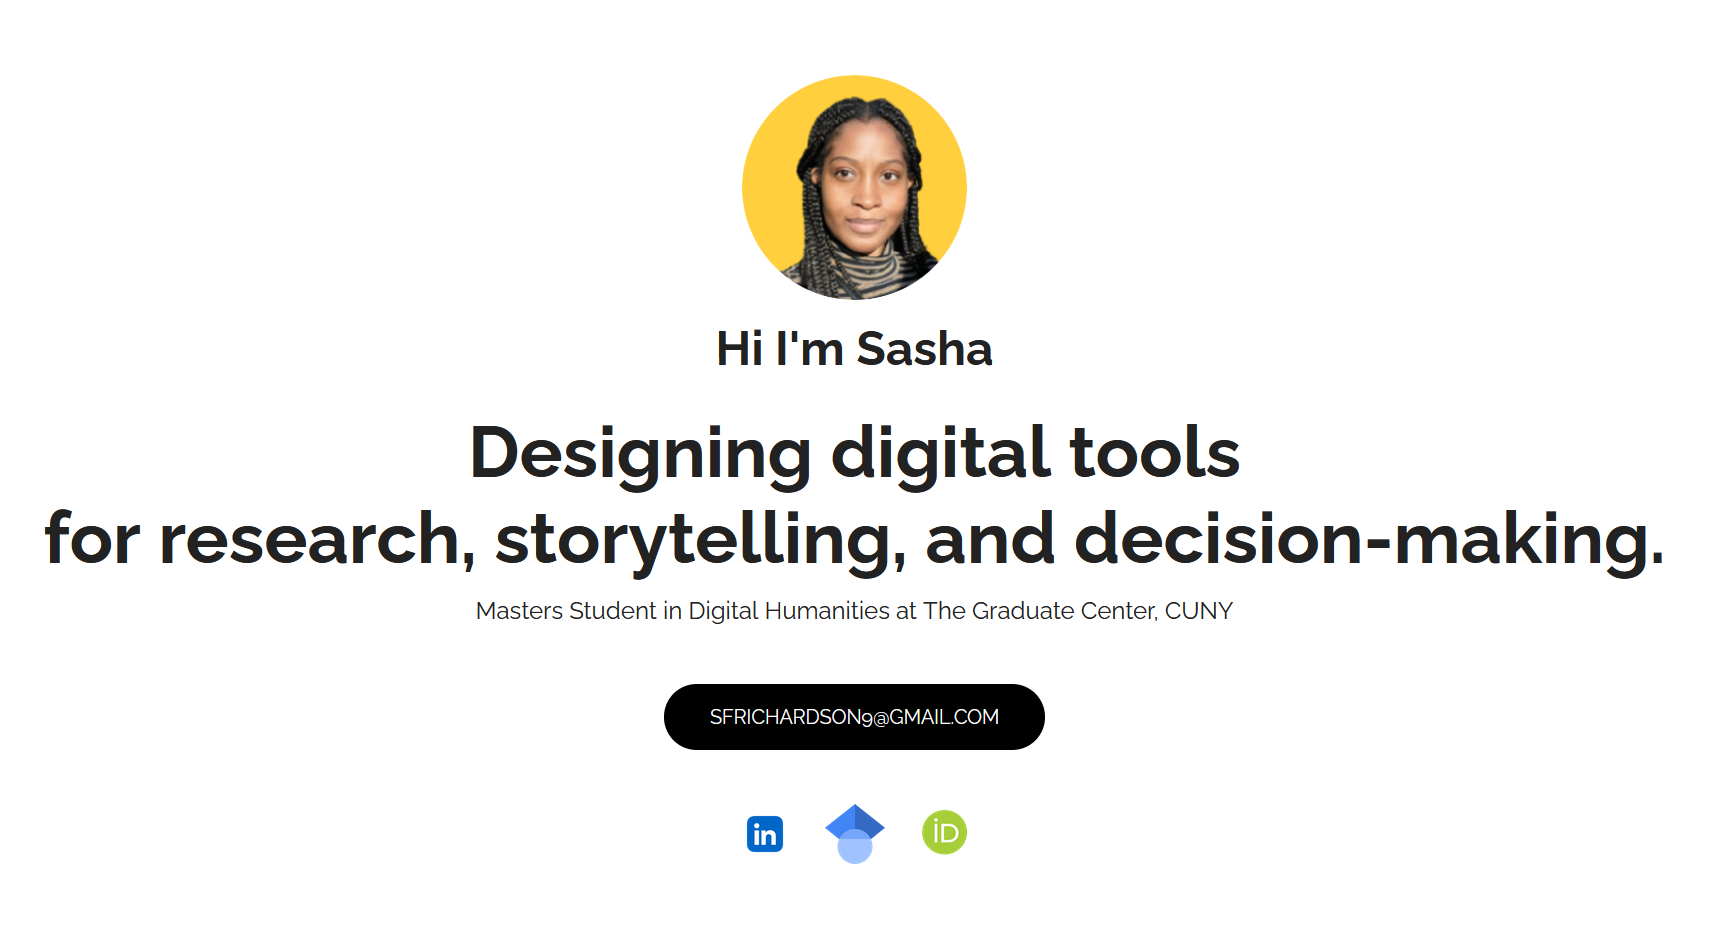 Hi I'm Sasha
Designing digital tools
for research, storytelling, and decision-making.
Masters Student in Digital Humanities at The Graduate Center, CUNY
SFRICHARDSON9@GMAIL.COM
in
iD